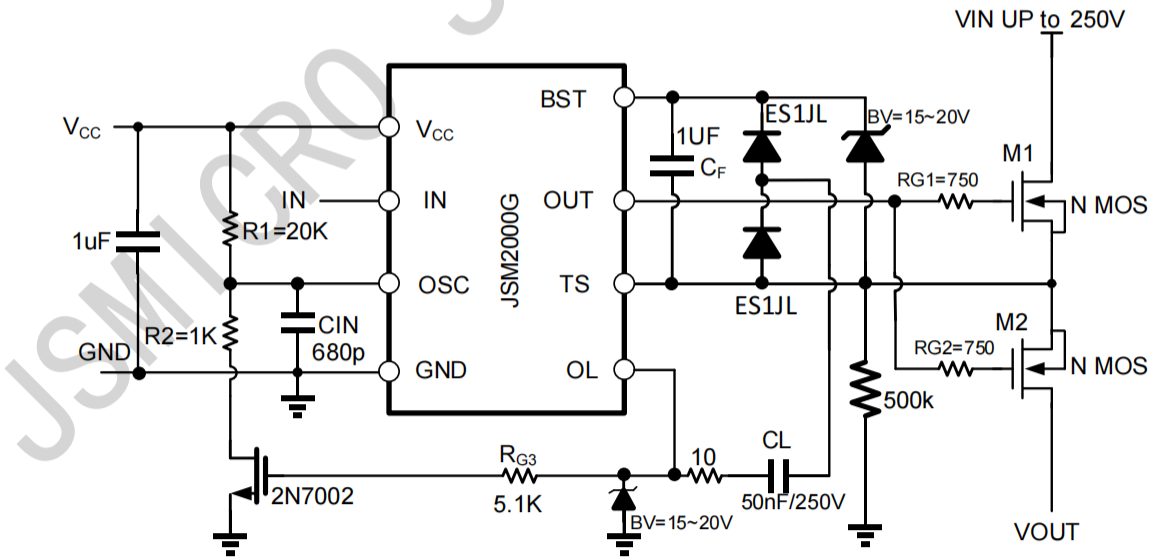 JSMICRO J
VIN UP to 250V
BST
ES1JL
BV=15~20V
VCC
VCC
1UF
CF
M1
RG1=750
N MOS
IN
IN
OUT
R1=20K
1uF
JSM2000G
OSC
TS
ES1JL
M2
R2=1K
CIN
680p
RG2=750
N MOS
GND
GND
OL
500k
RG3
10
CL
2N7002
5.1K
50nF/250V
BV=15~20V
VOUT